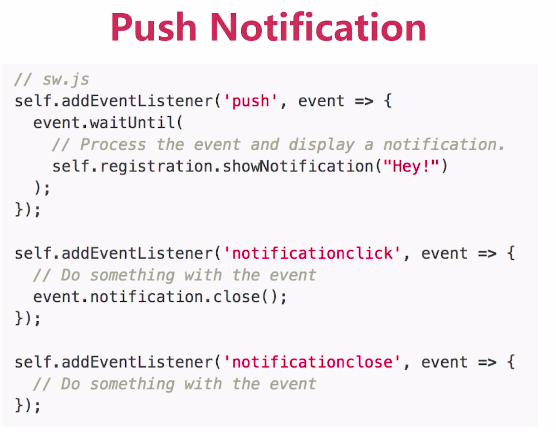 Push Notification
// sw.js
self.addEventListener('push', event => {
  event.waitUntil(
    // Process the event and display a notification.
    self.registration.showNotification("Hey!")
  );
});

self.addEventListener('notificationclick', event => {
  // Do something with the event
  event.notification.close();
});

self.addEventListener('notificationclose', event => {
  // Do something with the event
});